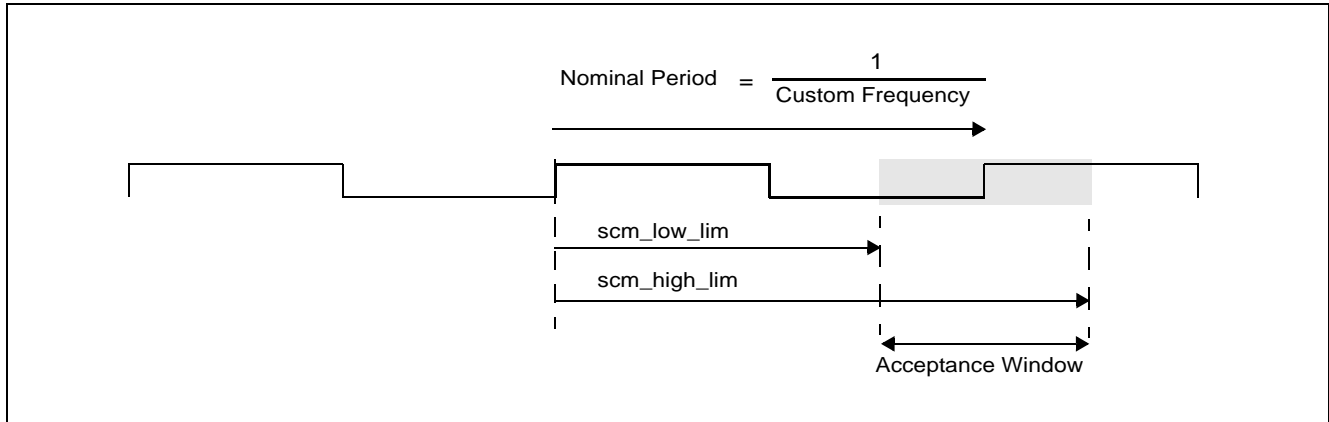 1
Nominal Period =
Custom Frequency
scm_low_lim
scm_high_lim
Acceptance Window